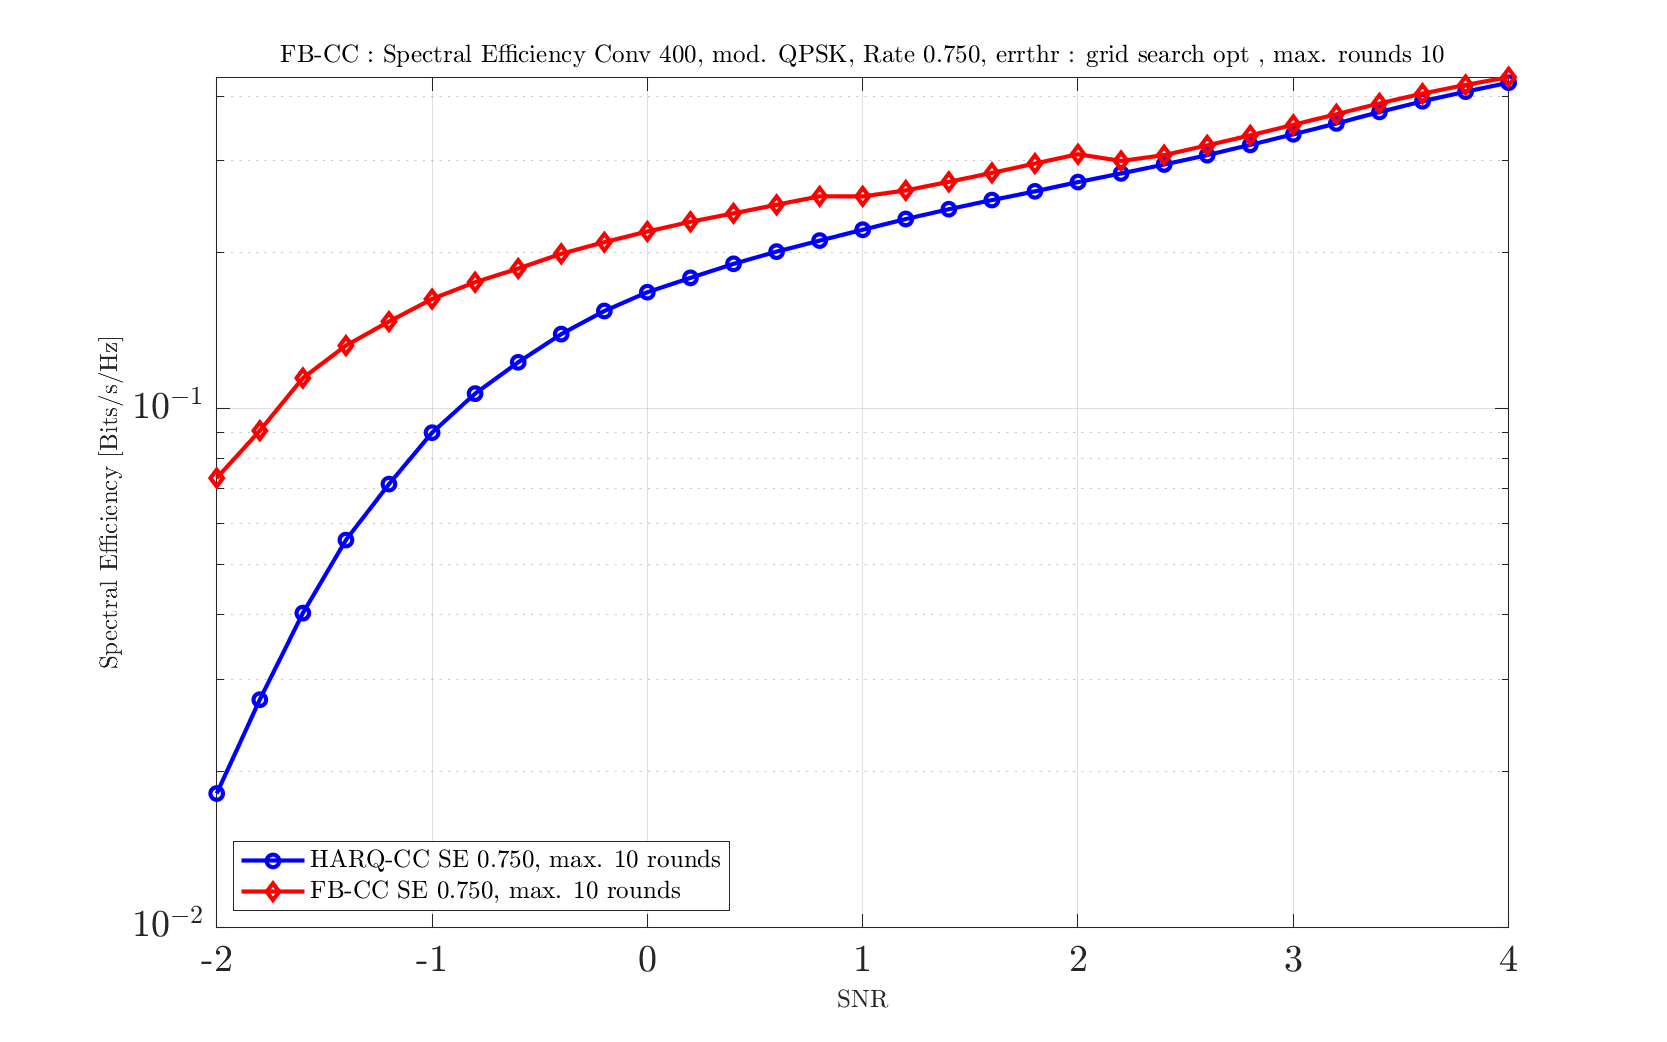 FB-CC : Spectral Efficiency Conv 400, mod. QPSK, Rate 0.750, errthr : grid search opt , max. rounds 10
Spectral Efficiency [Bits/s/Hz]
10⁻¹
10⁻²
HARQ-CC SE 0.750, max. 10 rounds
FB-CC SE 0.750, max. 10 rounds
-2 -1 0 1 2 3 4
SNR